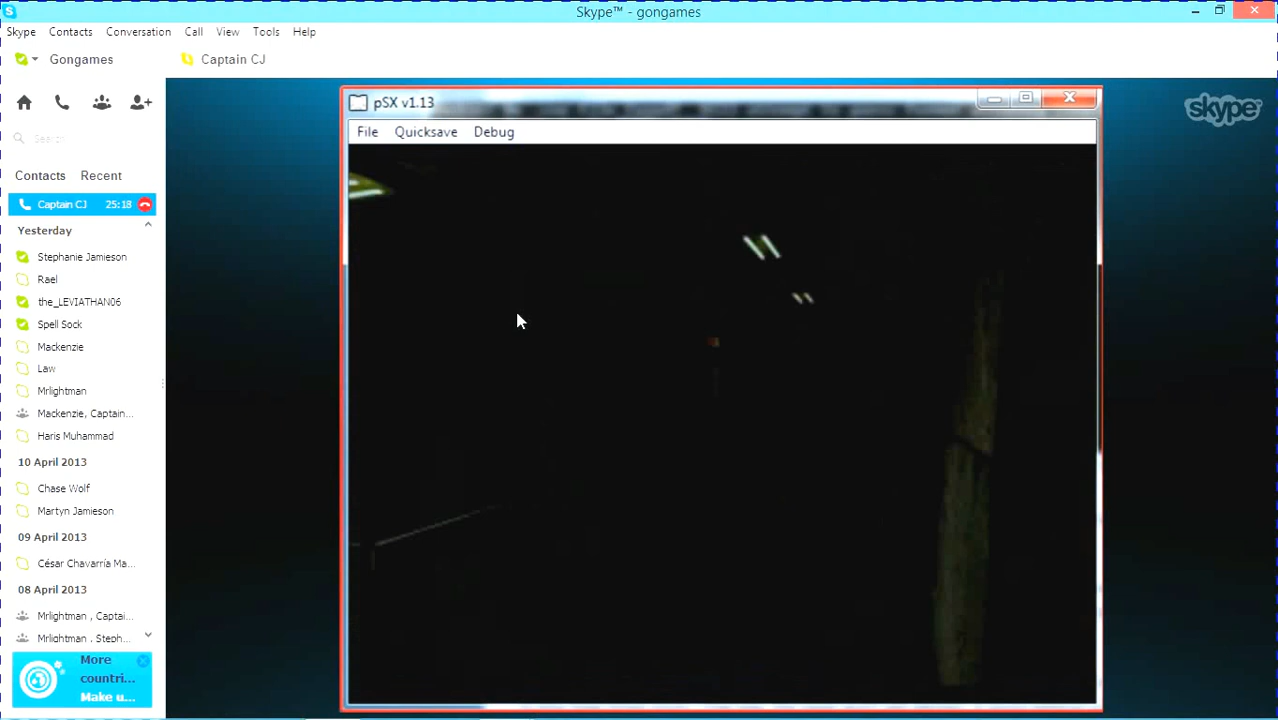 Skype™ - gongames
Skype Contacts Conversation Call View Tools Help
Gongames
Captain CJ
skype
Search
Contacts Recent
Captain CJ 25:18
Yesterday
Stephanie Jamieson
Rael
the_LEVIATHAN06
Spell Sock
Mackenzie
Law
Mrlightman
Mackenzie, Captain...
Haris Muhammad
10 April 2013
Chase Wolf
Martyn Jamieson
09 April 2013
César Chavarría Ma...
08 April 2013
Mrlightman , Captai...
Mrlightman , Steph...
More
countri...
Make u...
pSX v1.13
File Quicksave Debug